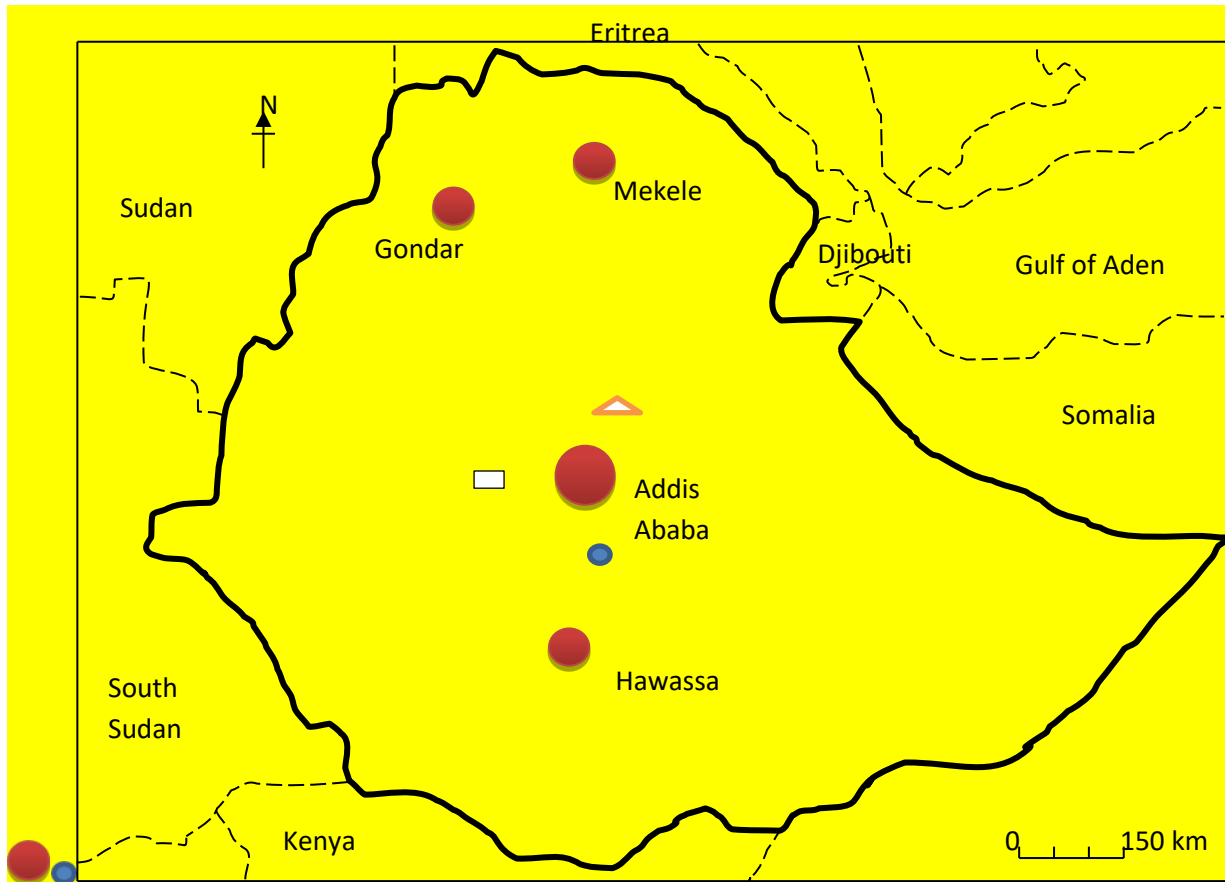 Eritrea
N
Mekele
Sudan
Gondar
Djibouti
Gulf of Aden
Somalia
Addis
Ababa
Hawassa
South
Sudan
Kenya
0 150 km